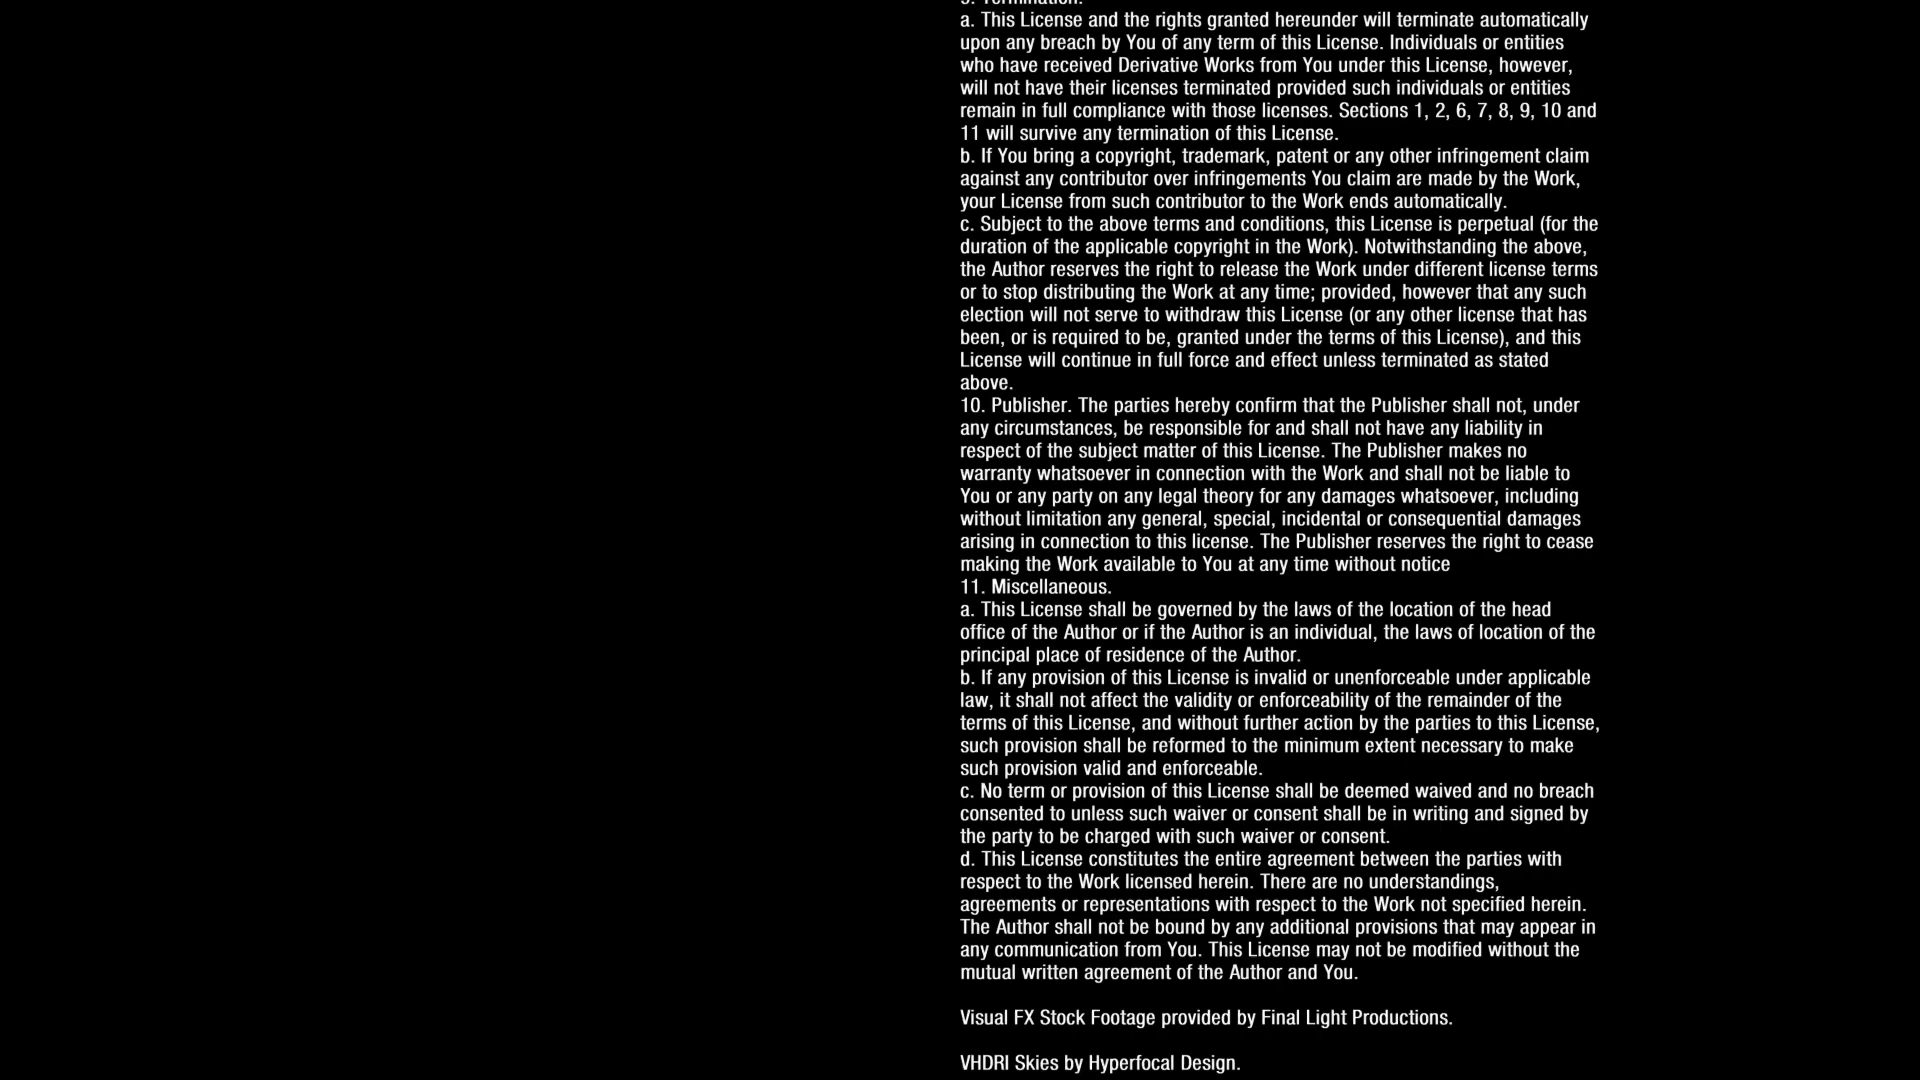 9. Termination.
a. This License and the rights granted hereunder will terminate automatically
upon any breach by You of any term of this License. Individuals or entities
who have received Derivative Works from You under this License, however,
will not have their licenses terminated provided such individuals or entities
remain in full compliance with those licenses. Sections 1, 2, 6, 7, 8, 9, 10 and
11 will survive any termination of this License.
b. If You bring a copyright, trademark, patent or any other infringement claim
against any contributor over infringements You claim are made by the Work,
your License from such contributor to the Work ends automatically.
c. Subject to the above terms and conditions, this License is perpetual (for the
duration of the applicable copyright in the Work). Notwithstanding the above,
the Author reserves the right to release the Work under different license terms
or to stop distributing the Work at any time; provided, however that any such
election will not serve to withdraw this License (or any other license that has
been, or is required to be, granted under the terms of this License), and this
License will continue in full force and effect unless terminated as stated
above.
10. Publisher. The parties hereby confirm that the Publisher shall not, under
any circumstances, be responsible for and shall not have any liability in
respect of the subject matter of this License. The Publisher makes no
warranty whatsoever in connection with the Work and shall not be liable to
You or any party on any legal theory for any damages whatsoever, including
without limitation any general, special, incidental or consequential damages
arising in connection to this license. The Publisher reserves the right to cease
making the Work available to You at any time without notice
11. Miscellaneous.
a. This License shall be governed by the laws of the location of the head
office of the Author or if the Author is an individual, the laws of location of the
principal place of residence of the Author.
b. If any provision of this License is invalid or unenforceable under applicable
law, it shall not affect the validity or enforceability of the remainder of the
terms of this License, and without further action by the parties to this License,
such provision shall be reformed to the minimum extent necessary to make
such provision valid and enforceable.
c. No term or provision of this License shall be deemed waived and no breach
consented to unless such waiver or consent shall be in writing and signed by
the party to be charged with such waiver or consent.
d. This License constitutes the entire agreement between the parties with
respect to the Work licensed herein. There are no understandings,
agreements or representations with respect to the Work not specified herein.
The Author shall not be bound by any additional provisions that may appear in
any communication from You. This License may not be modified without the
mutual written agreement of the Author and You.
Visual FX Stock Footage provided by Final Light Productions.
VHDRI Skies by Hyperfocal Design.